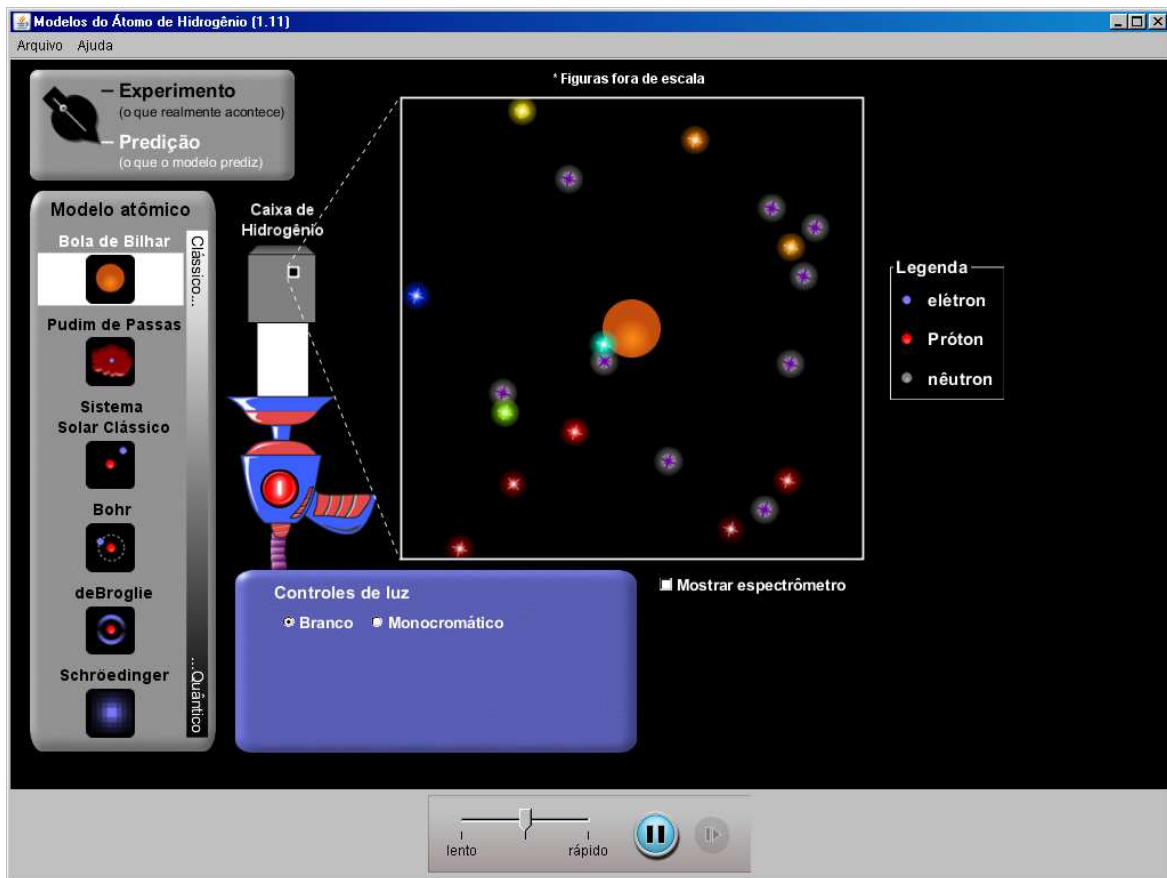 Modelos do Átomo de Hidrogênio (1.11)
Arquivo Ajuda
* Figuras fora de escala
Experimento
(o que realmente acontece)
Predição
(o que o modelo prediz)
Modelo atômico
Bola de Bilhar
Pudim de Passas
Sistema
Solar Clássico
Bohr
deBroglie
Schröedinger
Clássico...
...Quântico
Caixa de
Hidrogênio
Legenda
elétron
Próton
nêutron
Mostrar espectrômetro
Controles de luz
Branco Monocromático
lento rápido